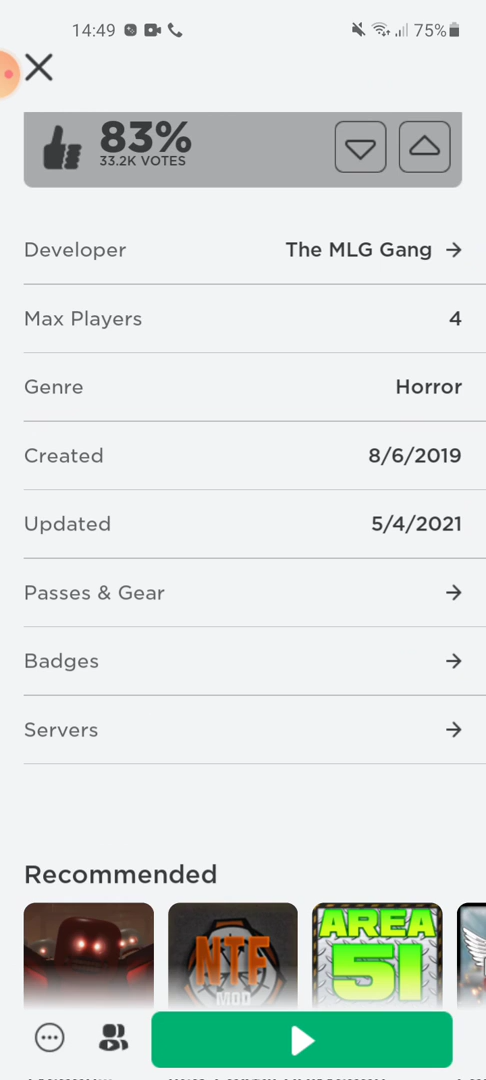 14:49 75%
83%
33.2K VOTES
Developer The MLG Gang
Max Players 4
Genre Horror
Created 8/6/2019
Updated 5/4/2021
Passes & Gear
Badges
Servers
Recommended
NTF
MOD
AREA
51